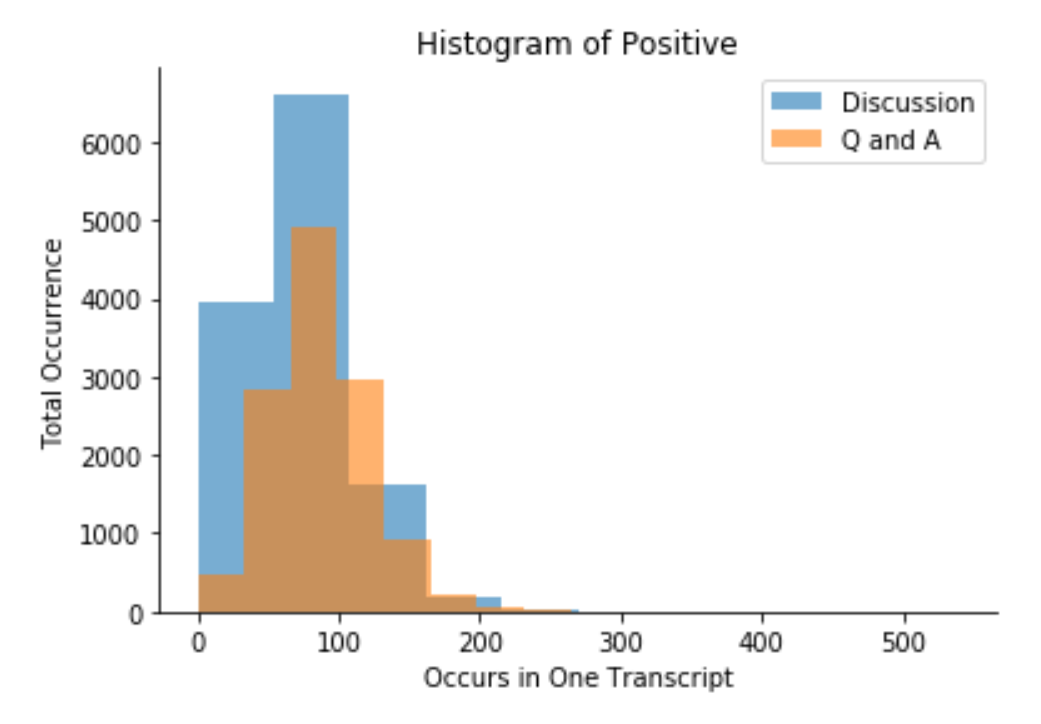 Histogram of Positive
Discussion
Q and A
Total Occurrence
6000
5000
4000
3000
2000
1000
0
0 100 200 300 400 500
Occurs in One Transcript